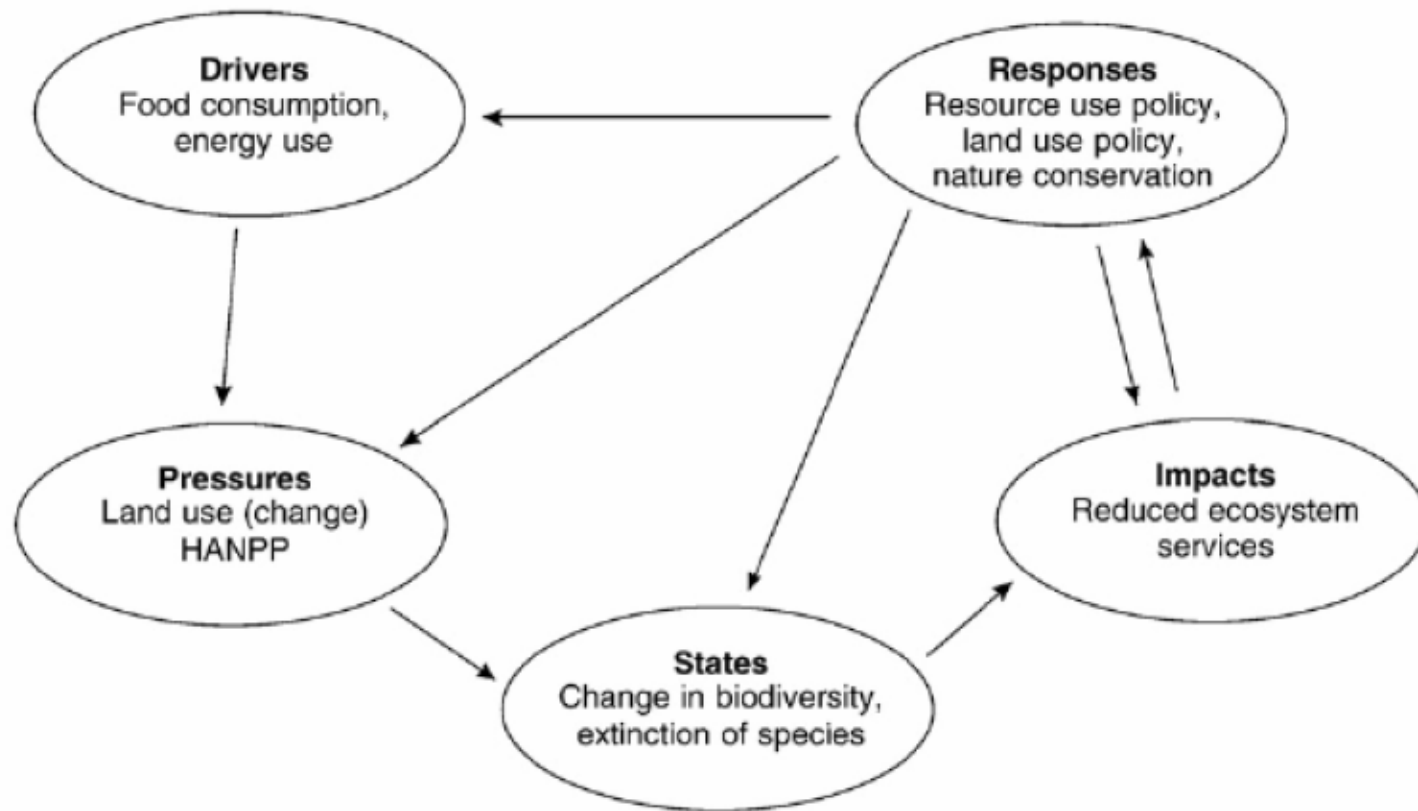 Drivers
Food consumption,
energy use
Responses
Resource use policy,
land use policy,
nature conservation
Pressures
Land use (change)
HANPP
Impacts
Reduced ecosystem
services
States
Change in biodiversity,
extinction of species